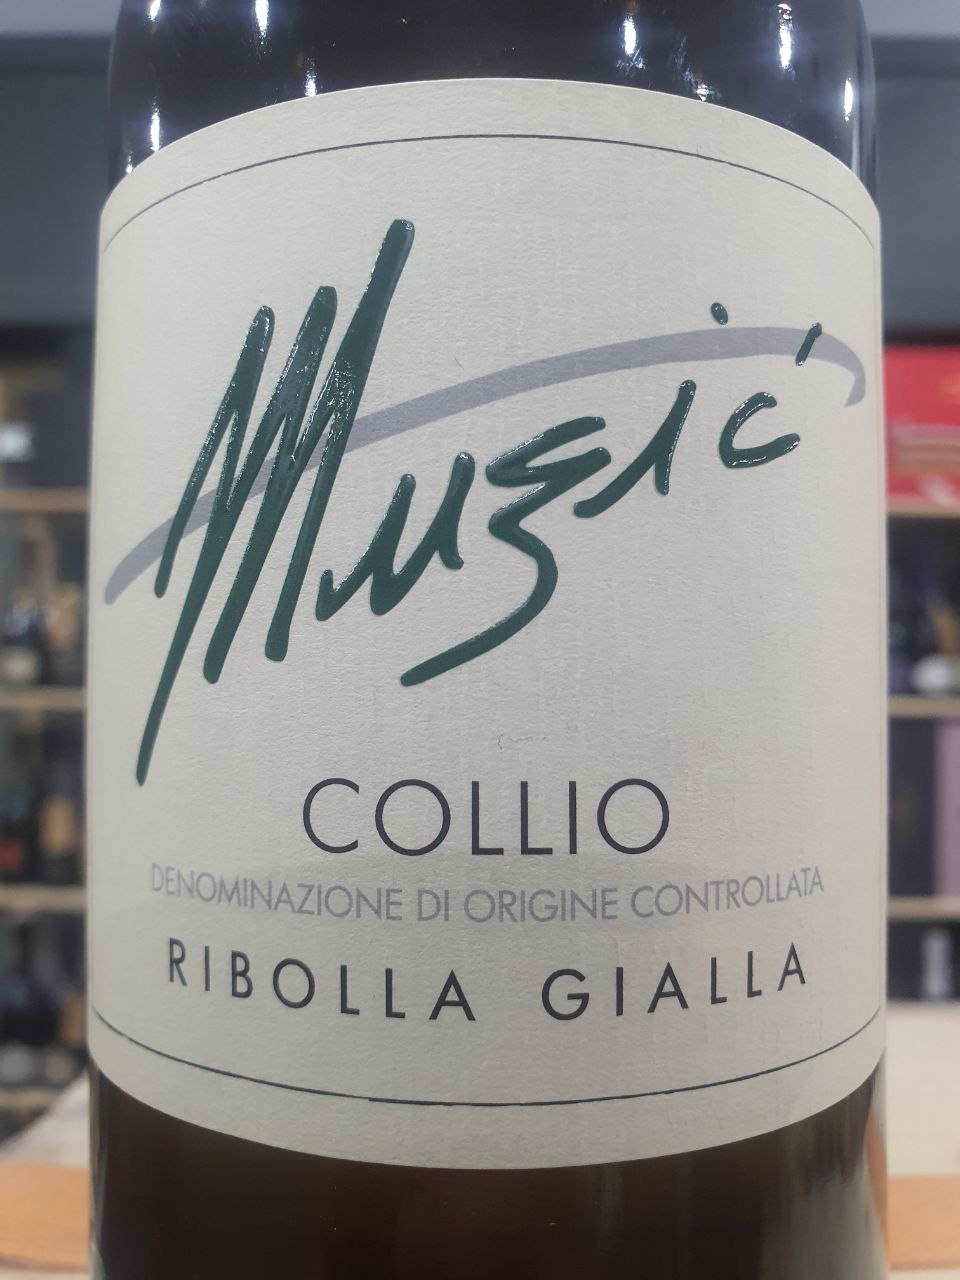 Muzić
COLLIO
DENOMINAZIONE DI ORIGINE CONTROLLATA
RIBOLLA GIALLA